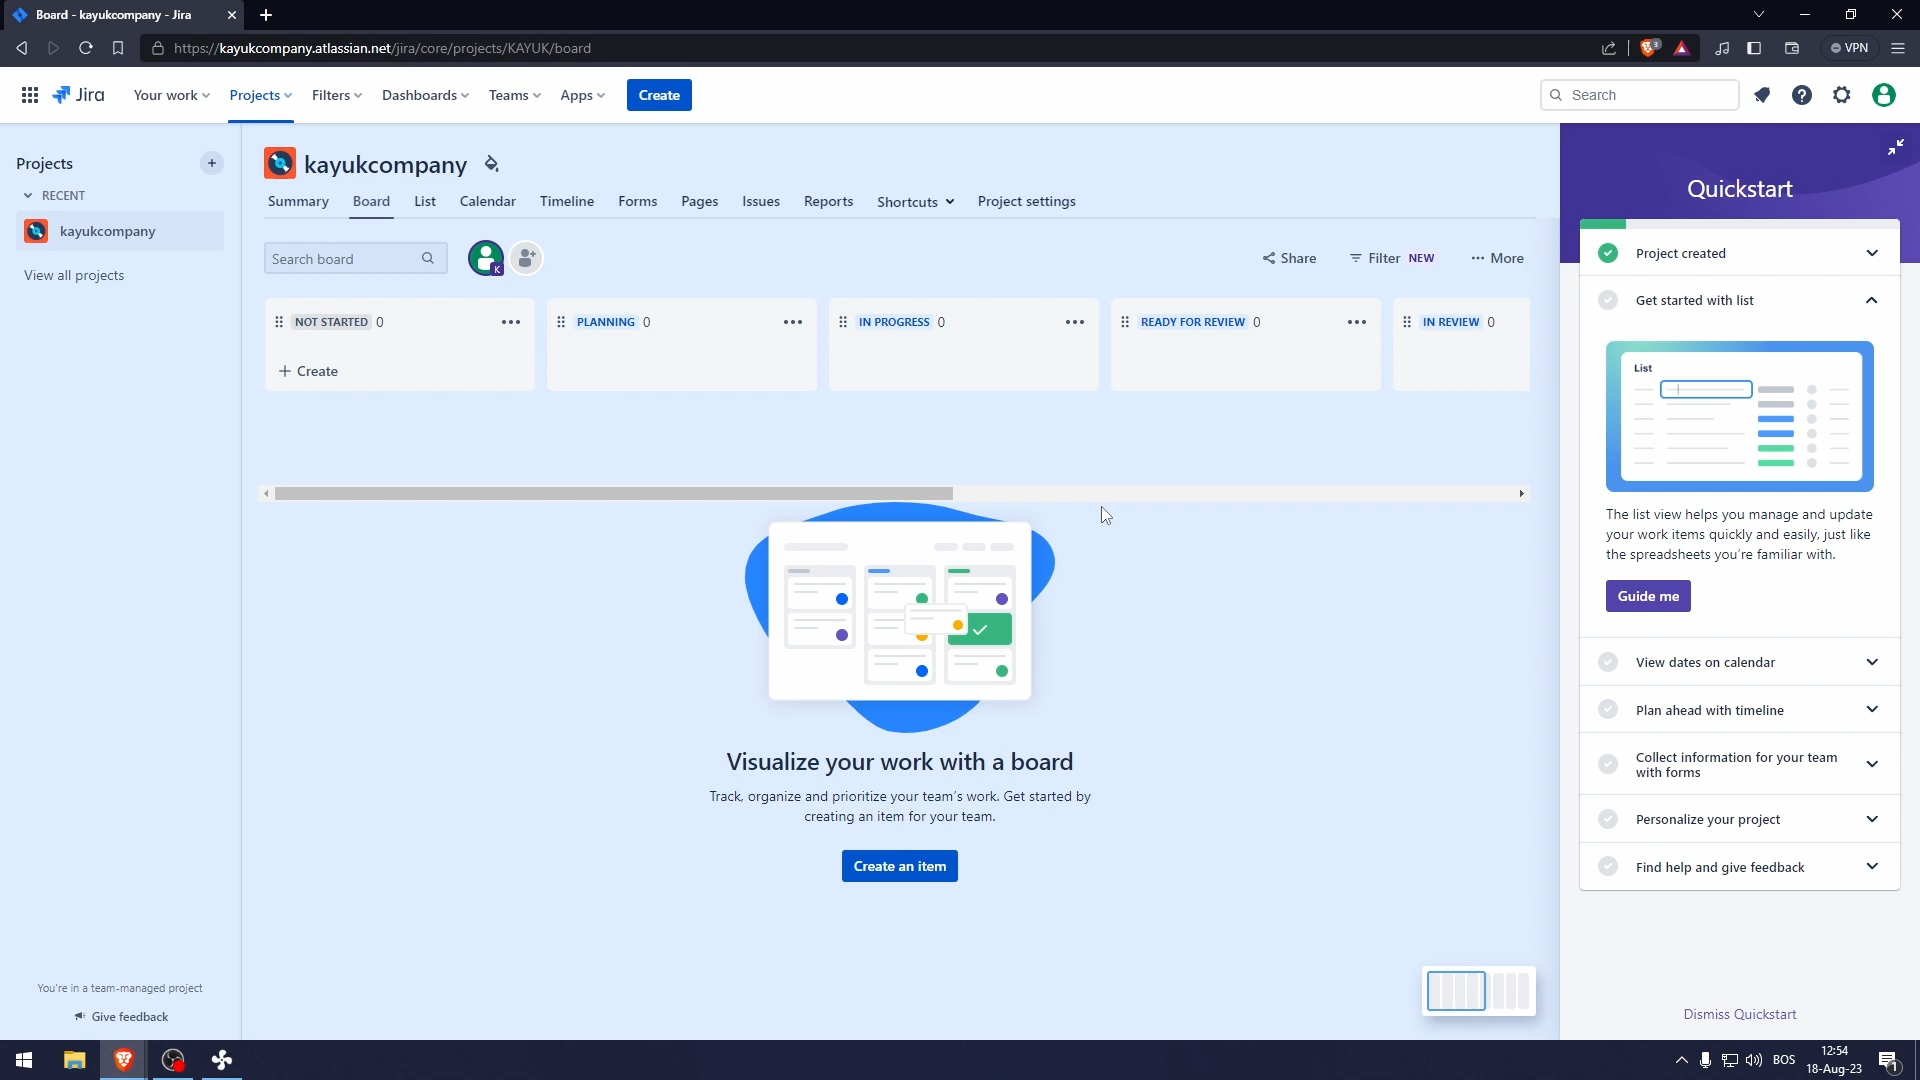 Board - kayukcompany - Jira
https://kayukcompany.atlassian.net/jira/core/projects/KAYUK/board
3
VPN
Jira
Your work
Projects
Filters
Dashboards
Teams
Apps
Create
Search
Projects
RECENT
kayukcompany
View all projects
You're in a team-managed project
Give feedback
kayukcompany
Summary
Board
List
Calendar
Timeline
Forms
Pages
Issues
Reports
Shortcuts
Project settings
Search board
K
Share
Filter NEW
More
NOT STARTED 0
PLANNING 0
IN PROGRESS 0
READY FOR REVIEW 0
IN REVIEW 0
+ Create
Visualize your work with a board
Track, organize and prioritize your team's work. Get started by
creating an item for your team.
Create an item
Quickstart
Project created
Get started with list
List
The list view helps you manage and update
your work items quickly and easily, just like
the spreadsheets you're familiar with.
Guide me
View dates on calendar
Plan ahead with timeline
Collect information for your team
with forms
Personalize your project
Find help and give feedback
Dismiss Quickstart
BOS
12:54
18-Aug-23
1